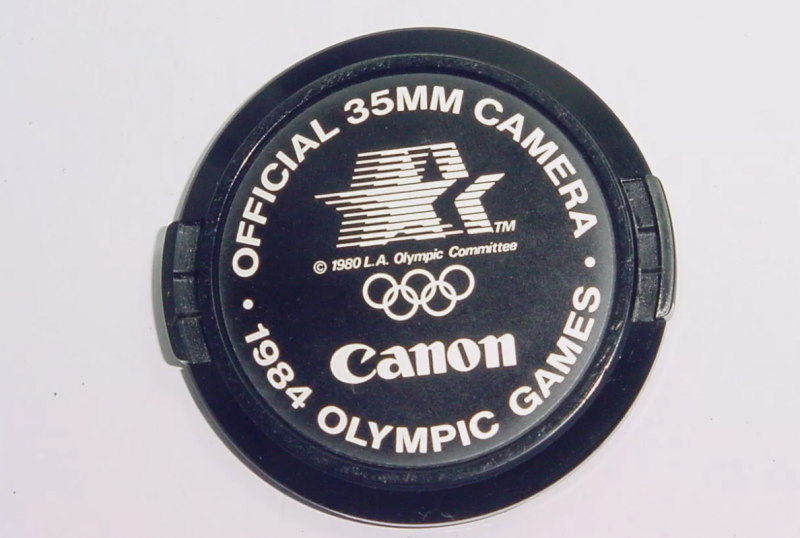 OFFICIAL 35MM CAMERA
TM
© 1980 L.A. Olympic Committee
Canon
• 1984 OLYMPIC GAMES •